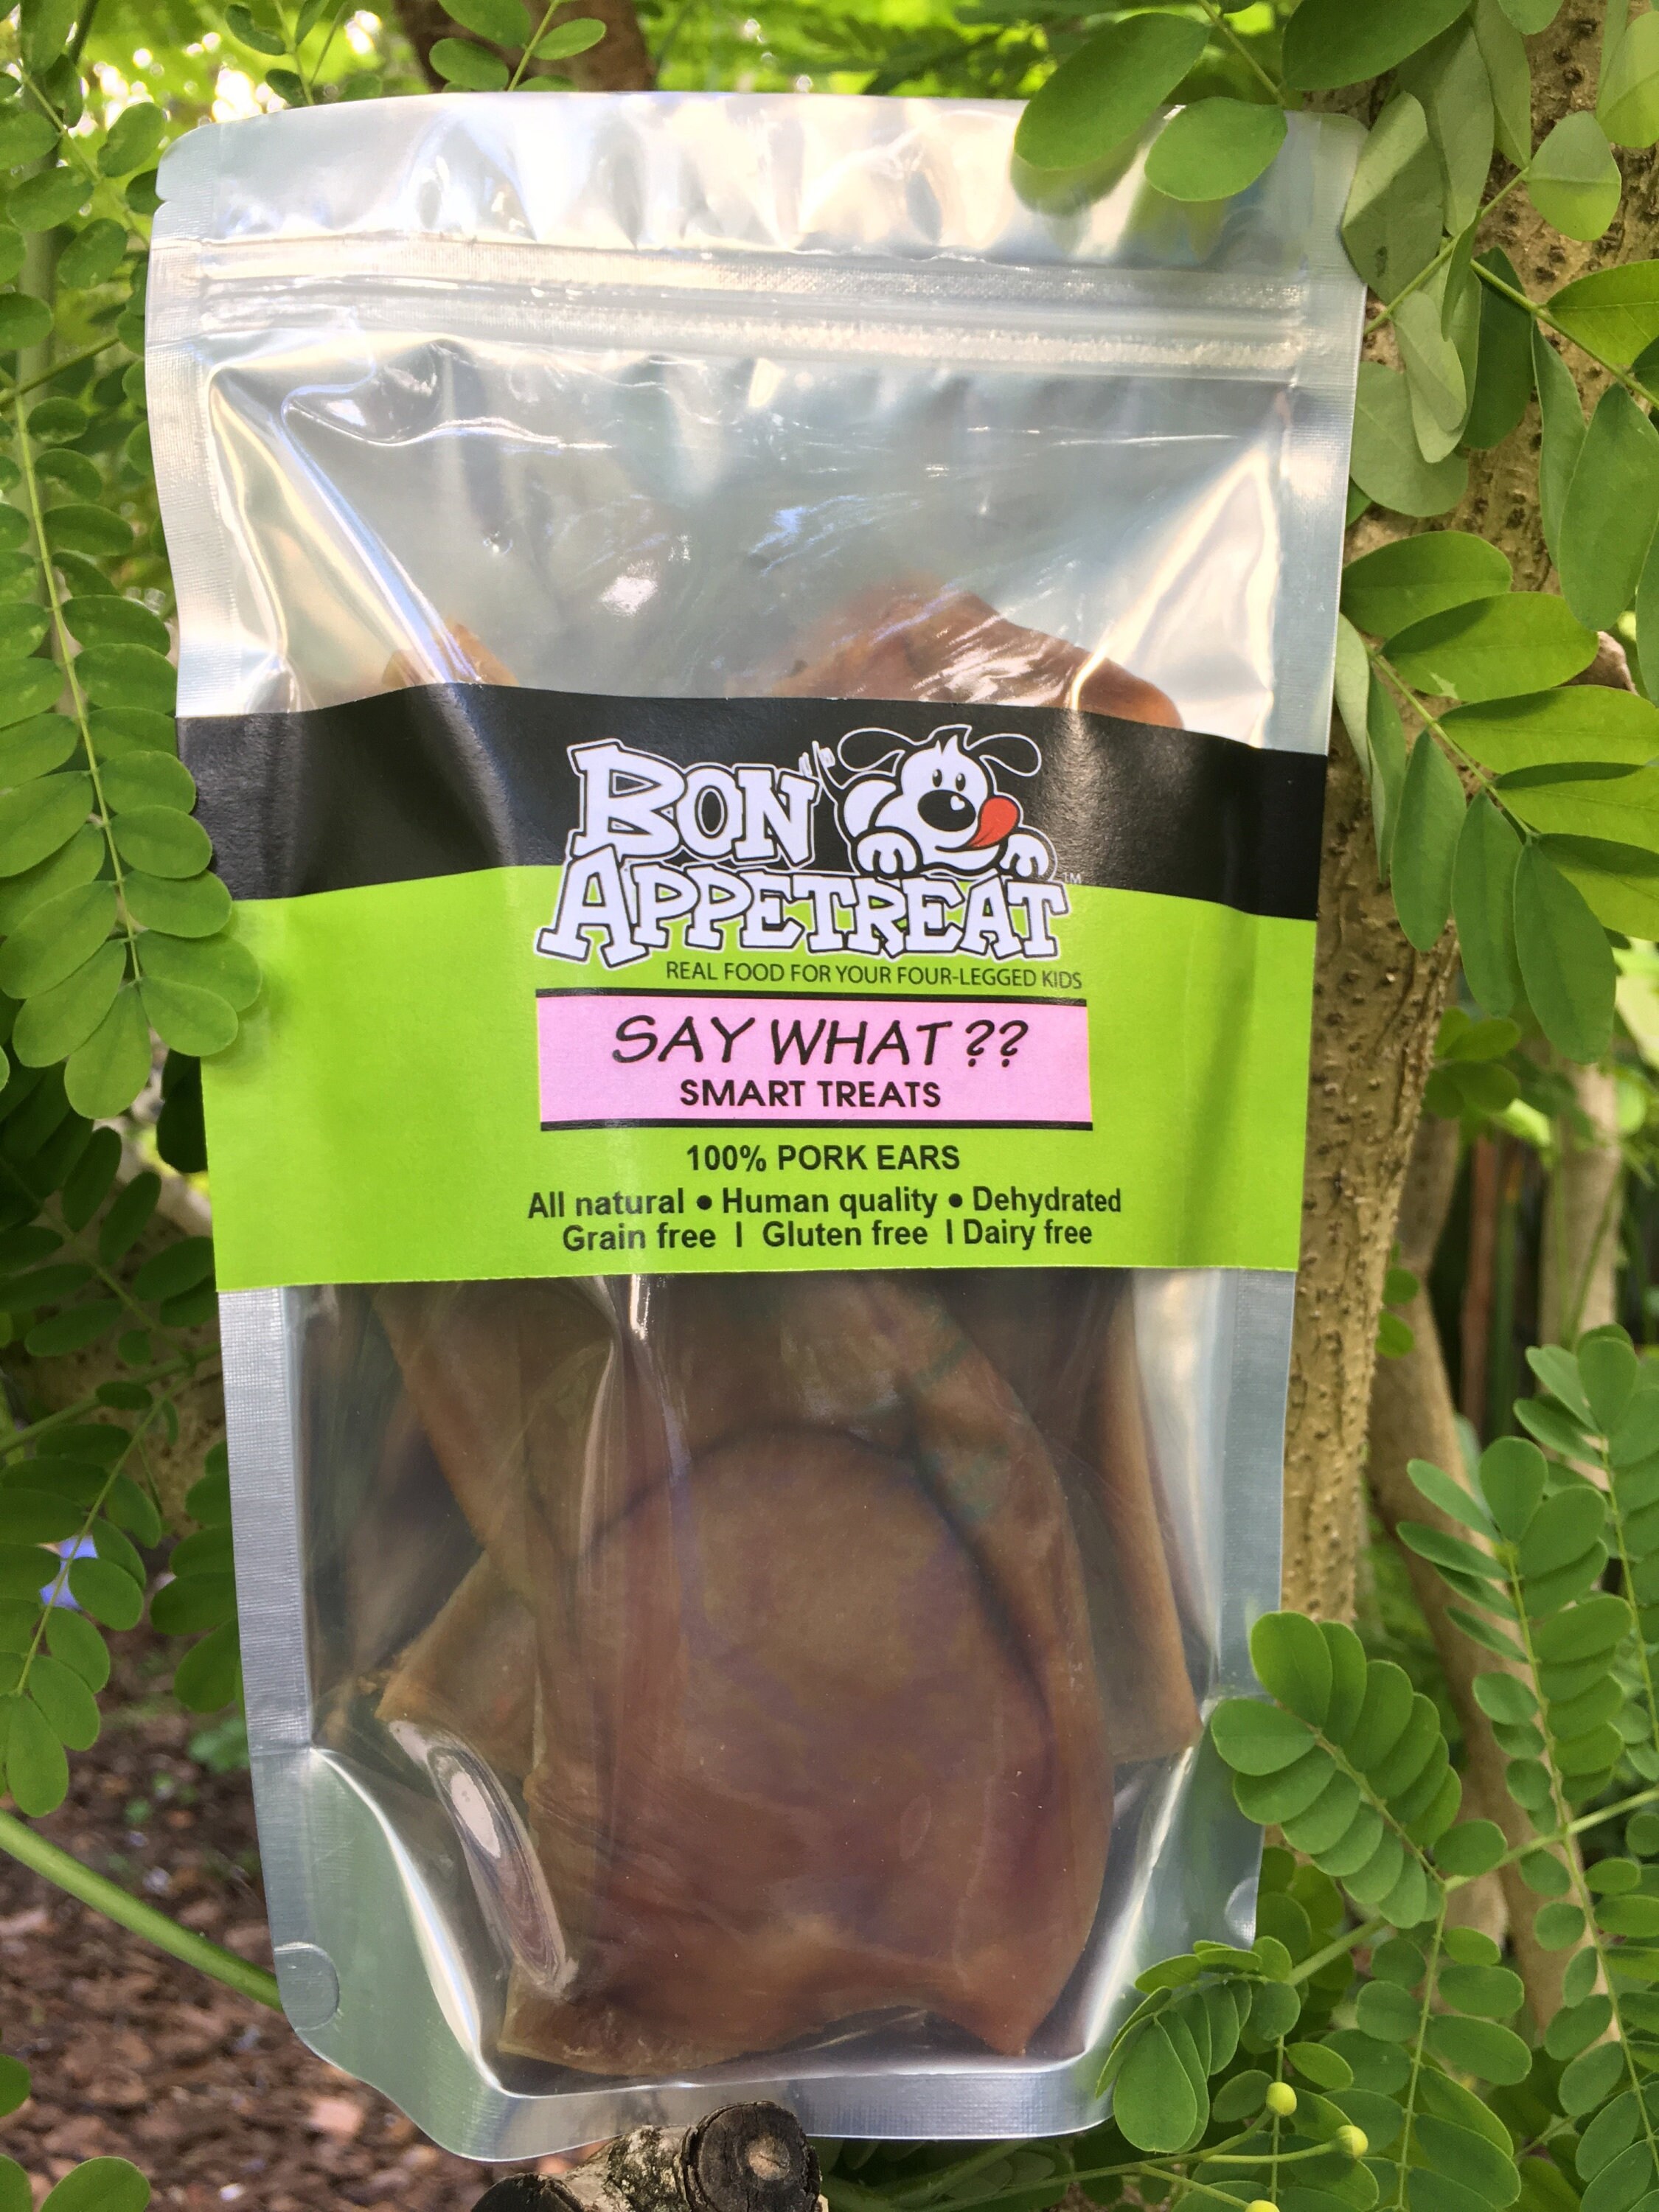 BON
APPETREAT™
REAL FOOD FOR YOUR FOUR-LEGGED KIDS
SAY WHAT??
SMART TREATS
100% PORK EARS
All natural • Human quality • Dehydrated
Grain free | Gluten free | Dairy free